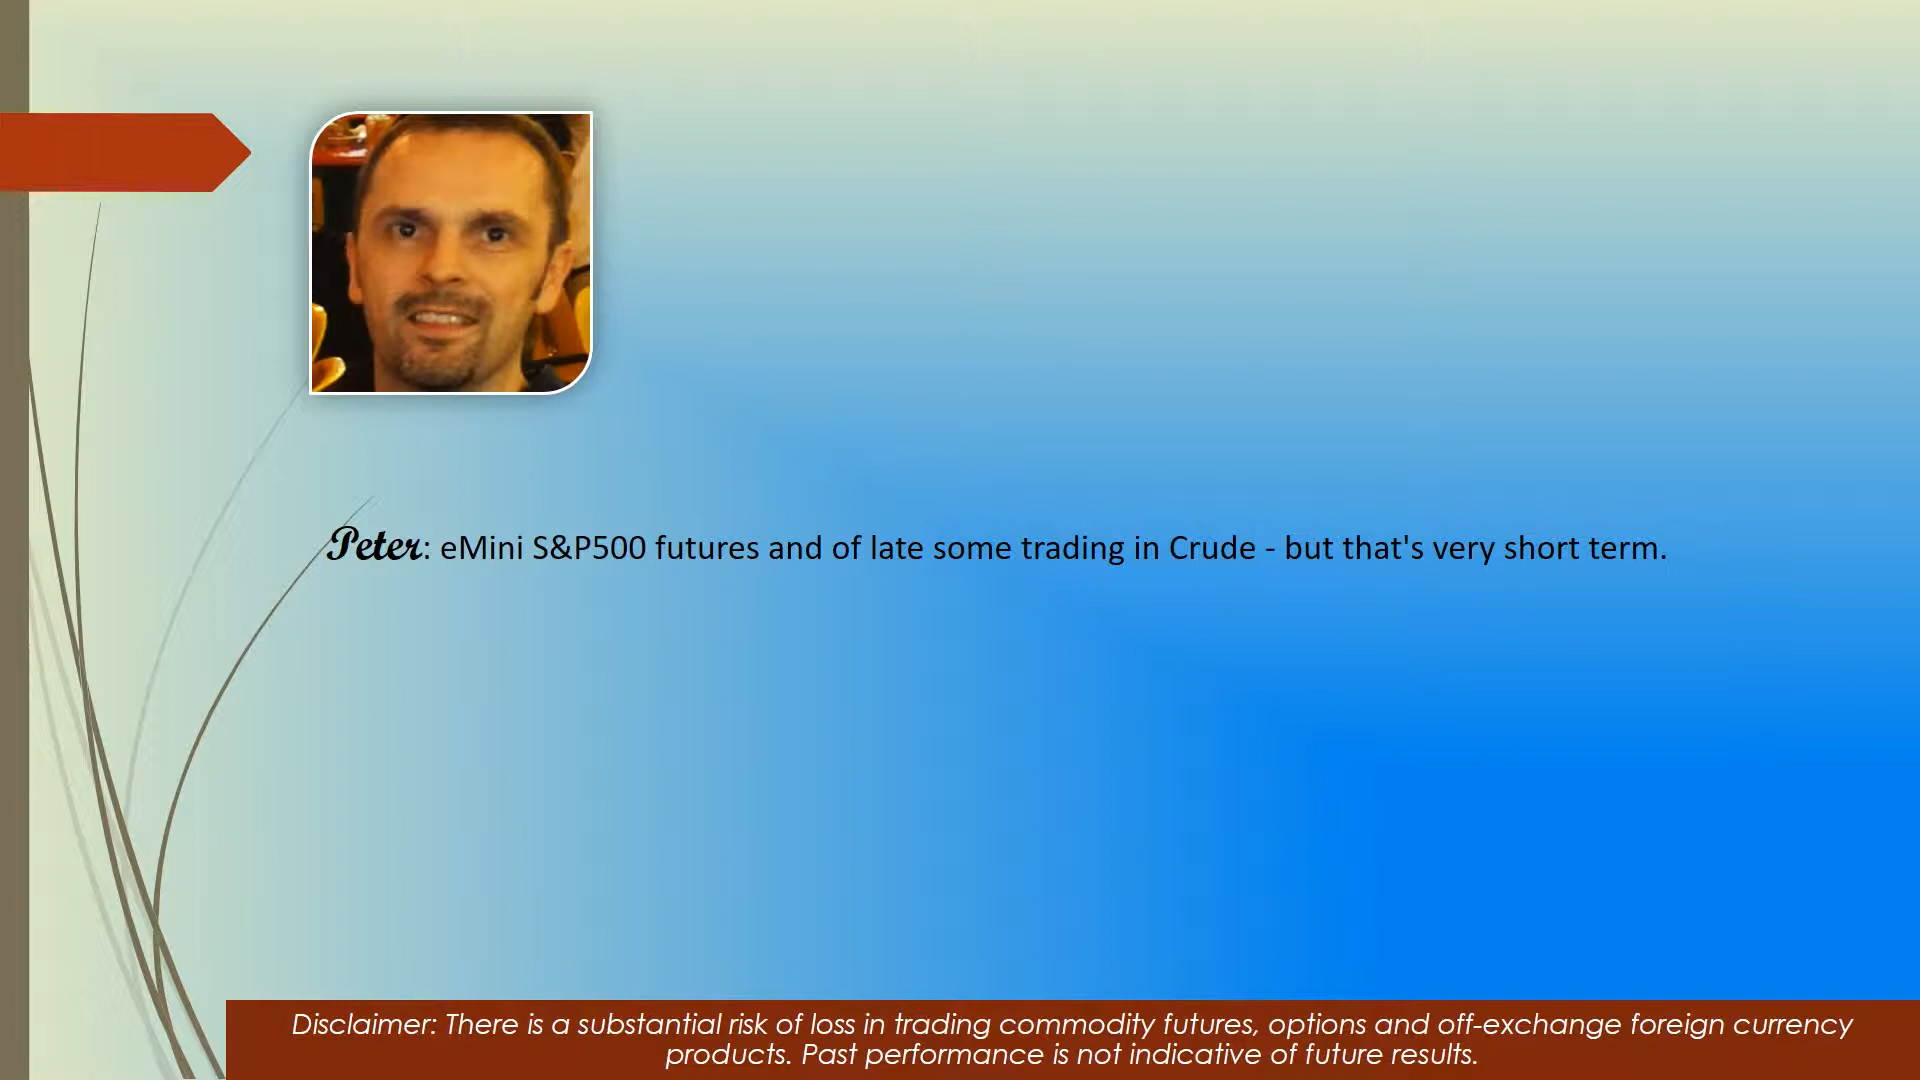 Peter: eMini S&P500 futures and of late some trading in Crude - but that's very short term.
Disclaimer: There is a substantial risk of loss in trading commodity futures, options and off-exchange foreign currency
products. Past performance is not indicative of future results.